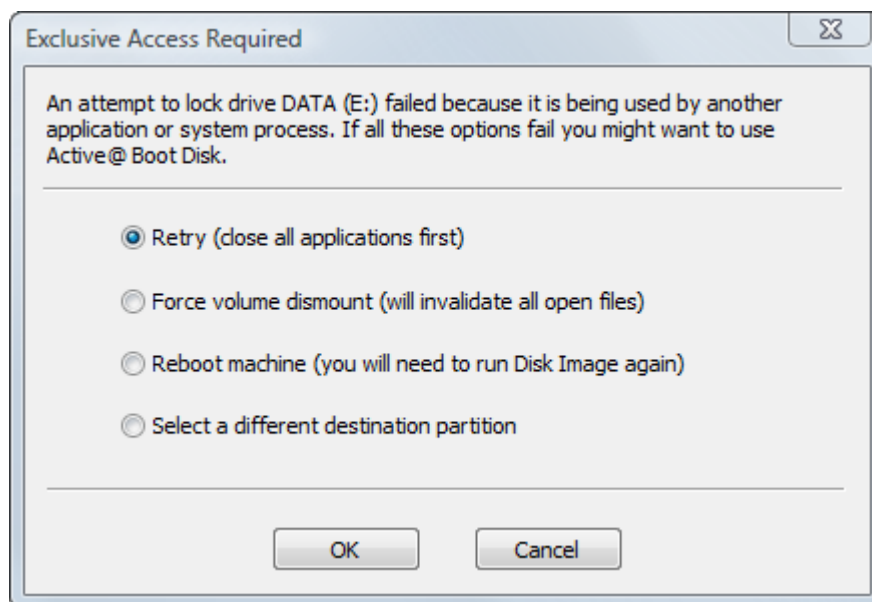 Exclusive Access Required
An attempt to lock drive DATA (E:) failed because it is being used by another
application or system process. If all these options fail you might want to use
Active@ Boot Disk.
Retry (close all applications first)
Force volume dismount (will invalidate all open files)
Reboot machine (you will need to run Disk Image again)
Select a different destination partition
OK Cancel